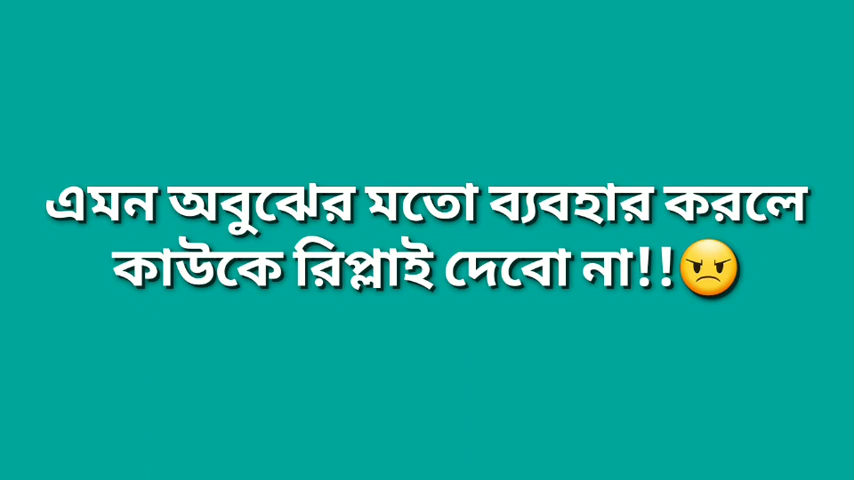 এমন অবুঝের মতো ব্যবহার করলে
কাউকে রিপ্লাই দেবো না!!😠